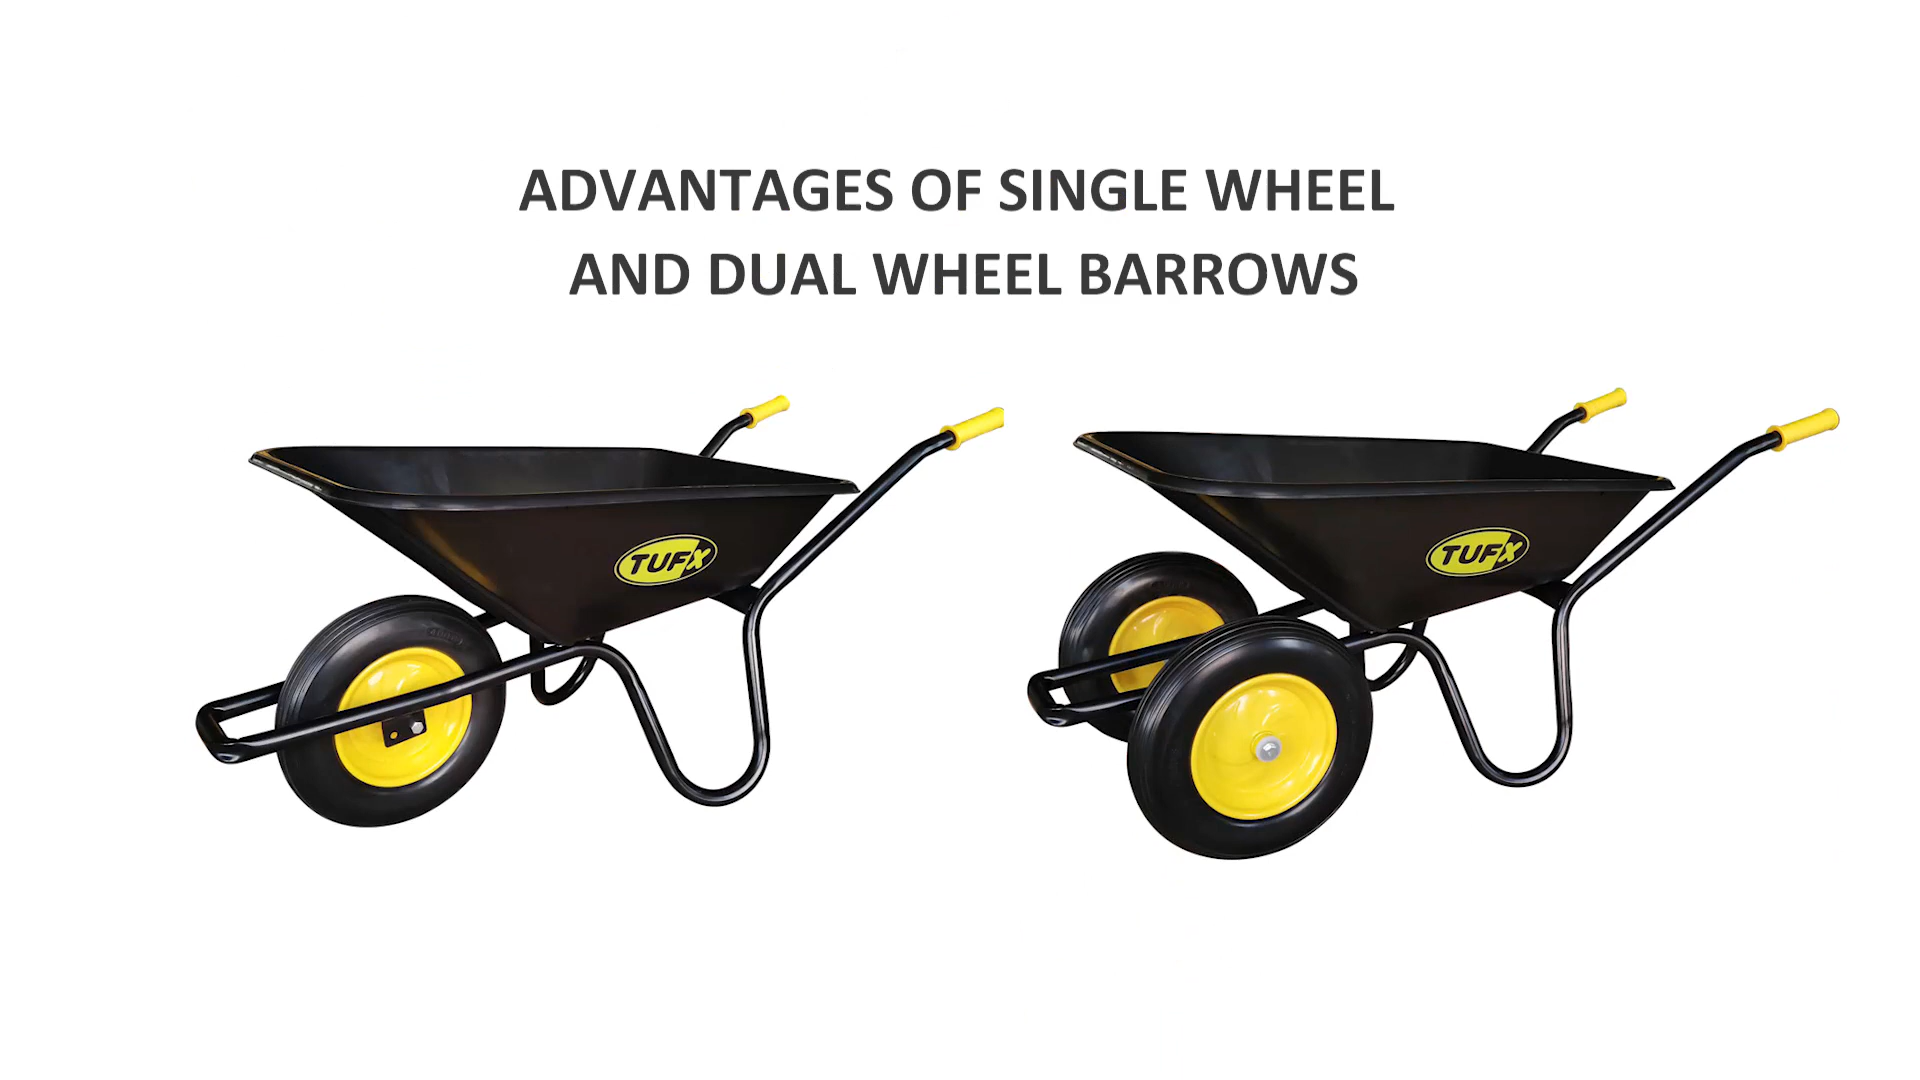 ADVANTAGES OF SINGLE WHEEL
AND DUAL WHEEL BARROWS
TUFX
TUFX